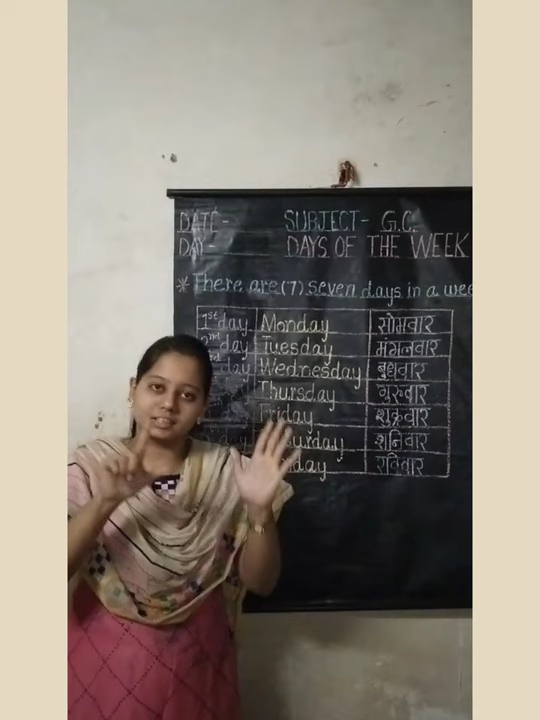 DATE-
SUBJECT- G.C.
DAY-
DAYS OF THE WEEK
* There are (7) seven days in a wee
1st day Monday सोमवार
2nd day Tuesday मंगलवार
day Wednesday बुधवार
Thursday गुरुवार
Friday शुक्रवार
शनिवार
रविवार